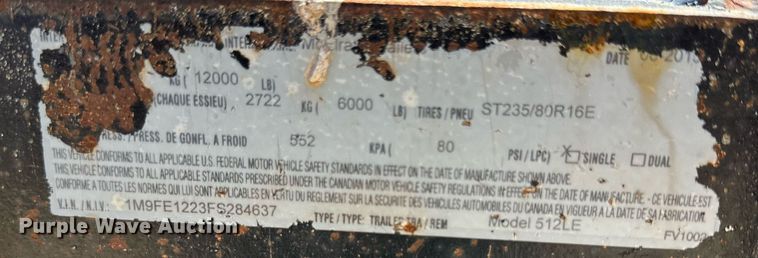 INTER
DATE
KG ( 12000 LB)
(CHAQUE ESSIEU) 2722 KG ( 6000 LB) TIRES / PNEU ST235/80R16E
PRESS. DE GONFL. A FROID 552 KPA ( 80 PSI / LPC) X SINGLE DUAL
THIS VEHICLE CONFORMS TO ALL APPLICABLE U.S. FEDERAL MOTOR VEHICLE SAFETY STANDARDS IN EFFECT ON THE DATE OF MANUFACTURE SHOWN ABOVE.
THIS VEHICLE CONFORMS TO ALL APPLICABLE STANDARDS PRESCRIBED UNDER THE CANADIAN MOTOR VEHICLE SAFETY REGULATIONS IN EFFECT ON THE DATE OF MANUFACTURE. - CE VEHICULE EST
CONFORME A TOUTES LES NORMES QUI LUI SONT APPLICABLES EN VERTU DU REGLEMENT SUR LA SECURITE DES VEHICULES AUTOMOBILES DU CANADA EN VIGUEUR A LA DATE DE SA FABRICATION.
V.I.N. / N.I.V.: 1M9FE1223FS284637 TYPE / TYPE: TRAILER TRA / REM Model 512LE
FV1002
Purple Wave Auction